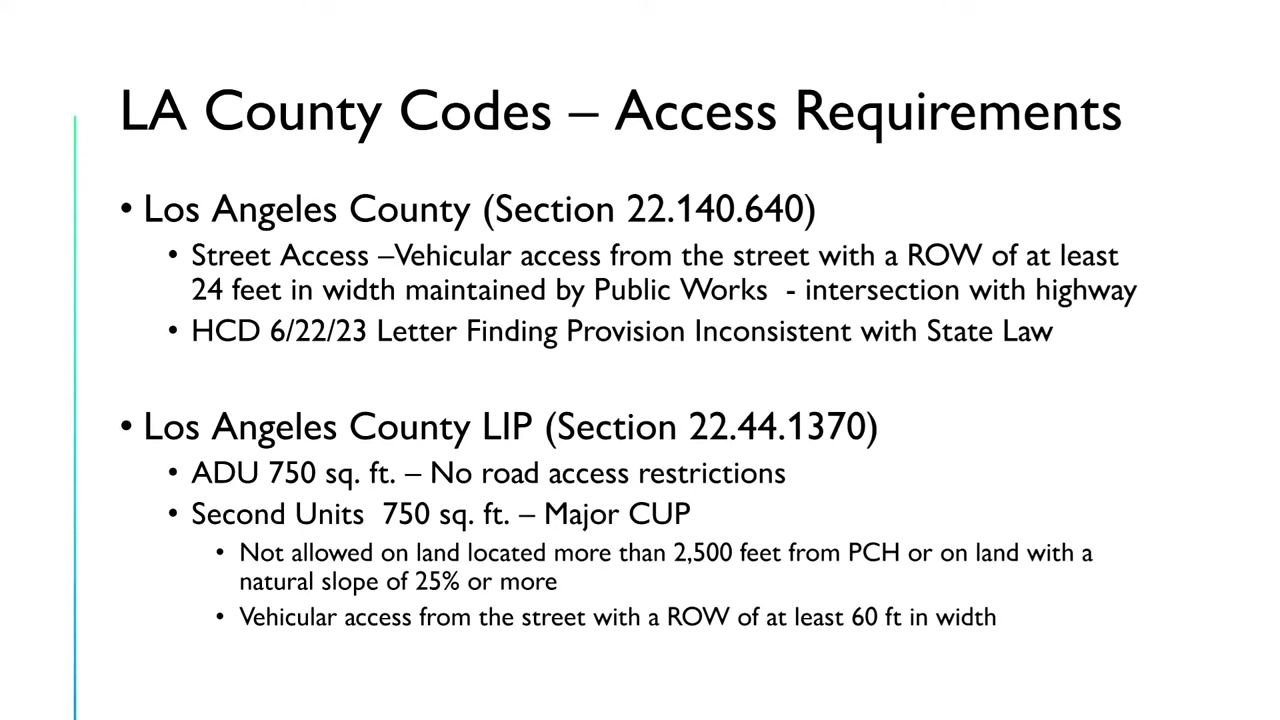 LA County Codes – Access Requirements
• Los Angeles County (Section 22.140.640)
• Street Access –Vehicular access from the street with a ROW of at least
24 feet in width maintained by Public Works - intersection with highway
• HCD 6/22/23 Letter Finding Provision Inconsistent with State Law
• Los Angeles County LIP (Section 22.44.1370)
• ADU 750 sq. ft. – No road access restrictions
• Second Units 750 sq. ft. – Major CUP
• Not allowed on land located more than 2,500 feet from PCH or on land with a
natural slope of 25% or more
• Vehicular access from the street with a ROW of at least 60 ft in width